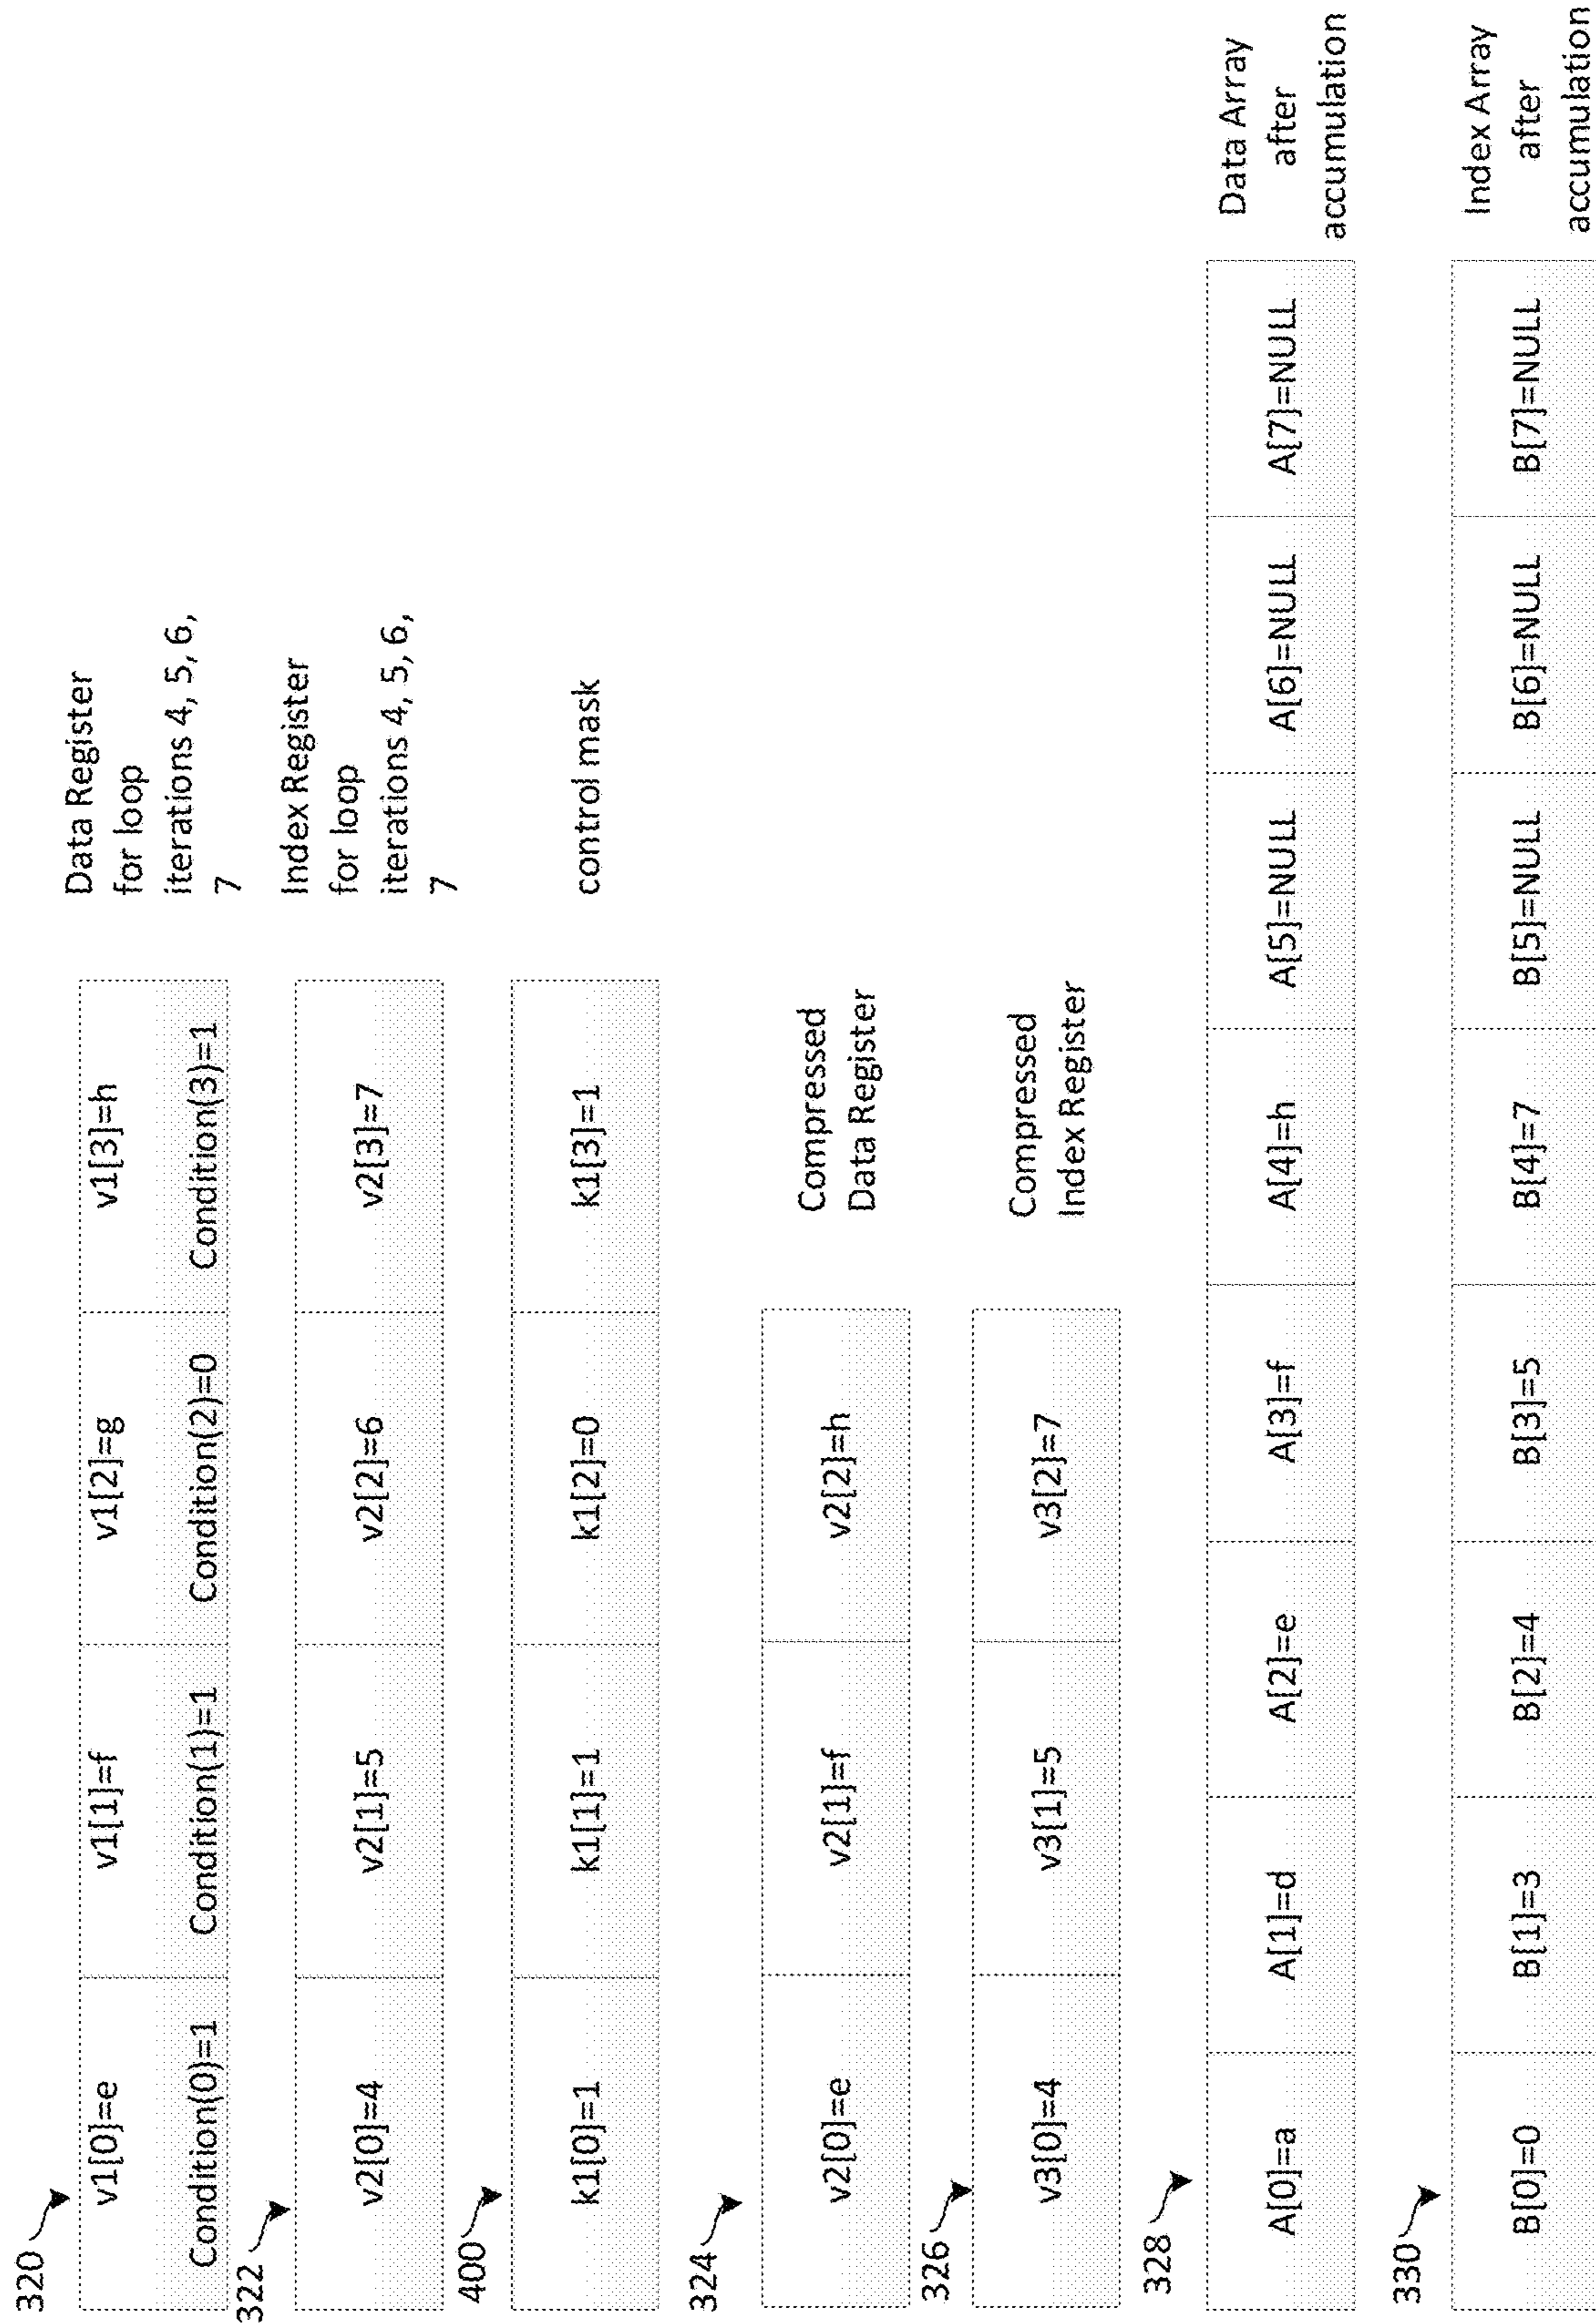 320
v1[0]=e
Condition(0)=1
v1[1]=f
Condition(1)=1
v1[2]=g
Condition(2)=0
v1[3]=h
Condition(3)=1
Data Register
for loop
iterations 4, 5, 6,
7
322
v2[0]=4
v2[1]=5
v2[2]=6
v2[3]=7
Index Register
for loop
iterations 4, 5, 6,
7
400
k1[0]=1
k1[1]=1
k1[2]=0
k1[3]=1
control mask
324
v2[0]=e
v2[1]=f
v2[2]=h
Compressed
Data Register
326
v3[0]=4
v3[1]=5
v3[2]=7
Compressed
Index Register
328
A[0]=a
A[1]=d
A[2]=e
A[3]=f
A[4]=h
A[5]=NULL
A[6]=NULL
A[7]=NULL
Data Array
after
accumulation
330
B[0]=0
B[1]=3
B[2]=4
B[3]=5
B[4]=7
B[5]=NULL
B[6]=NULL
B[7]=NULL
Index Array
after
accumulation